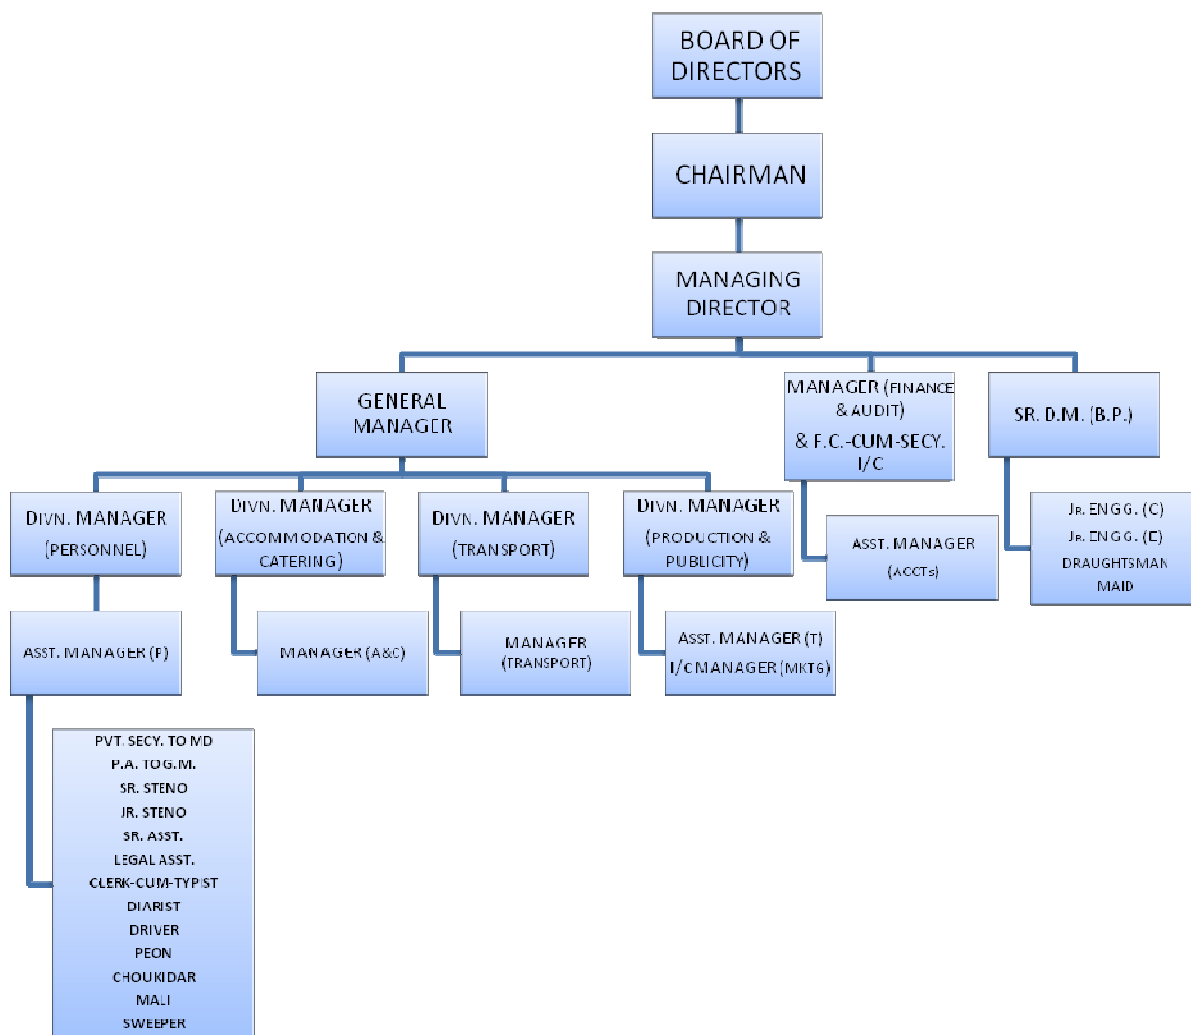 BOARD OF
DIRECTORS
CHAIRMAN
MANAGING
DIRECTOR
GENERAL
MANAGER
MANAGER (FINANCE
& AUDIT)
& F.C.-CUM-SECY.
I/C
SR. D.M. (B.P.)
DIVN. MANAGER
(PERSONNEL)
DIVN. MANAGER
(ACCOMMODATION &
CATERING)
DIVN. MANAGER
(TRANSPORT)
DIVN. MANAGER
(PRODUCTION &
PUBLICITY)
ASST. MANAGER
(ACCTs)
JR. ENGG. (C)
JR. ENGG. (E)
DRAUGHTSMAN
MAID
ASST. MANAGER (P)
MANAGER (A&C)
MANAGER
(TRANSPORT)
ASST. MANAGER (T)
I/C MANAGER (MKTG)
PVT. SECY. TO MD
P.A. TO G.M.
SR. STENO
JR. STENO
SR. ASST.
LEGAL ASST.
CLERK-CUM-TYPIST
DIARIST
DRIVER
PEON
CHOUKIDAR
MALI
SWEEPER